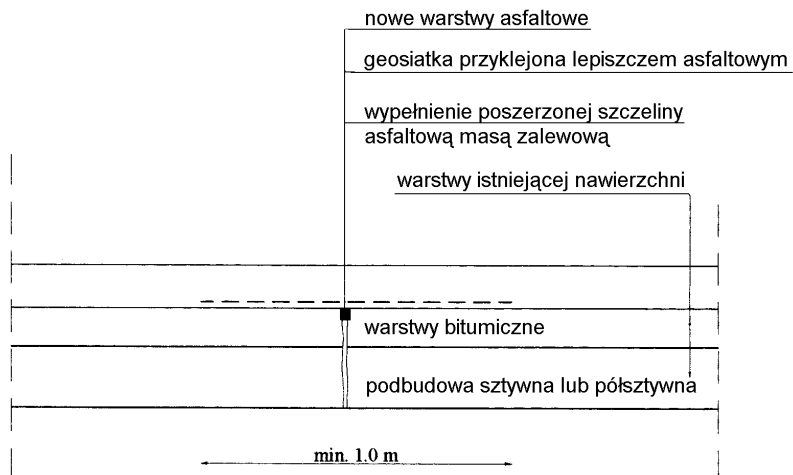 nowe warstwy asfaltowe
geosiatka przyklejona lepiszczem asfaltowym
wypełnienie poszerzonej szczeliny
asfaltową masą zalewową
warstwy istniejącej nawierzchni
warstwy bitumiczne
podbudowa sztywna lub półsztywna
min. 1.0 m